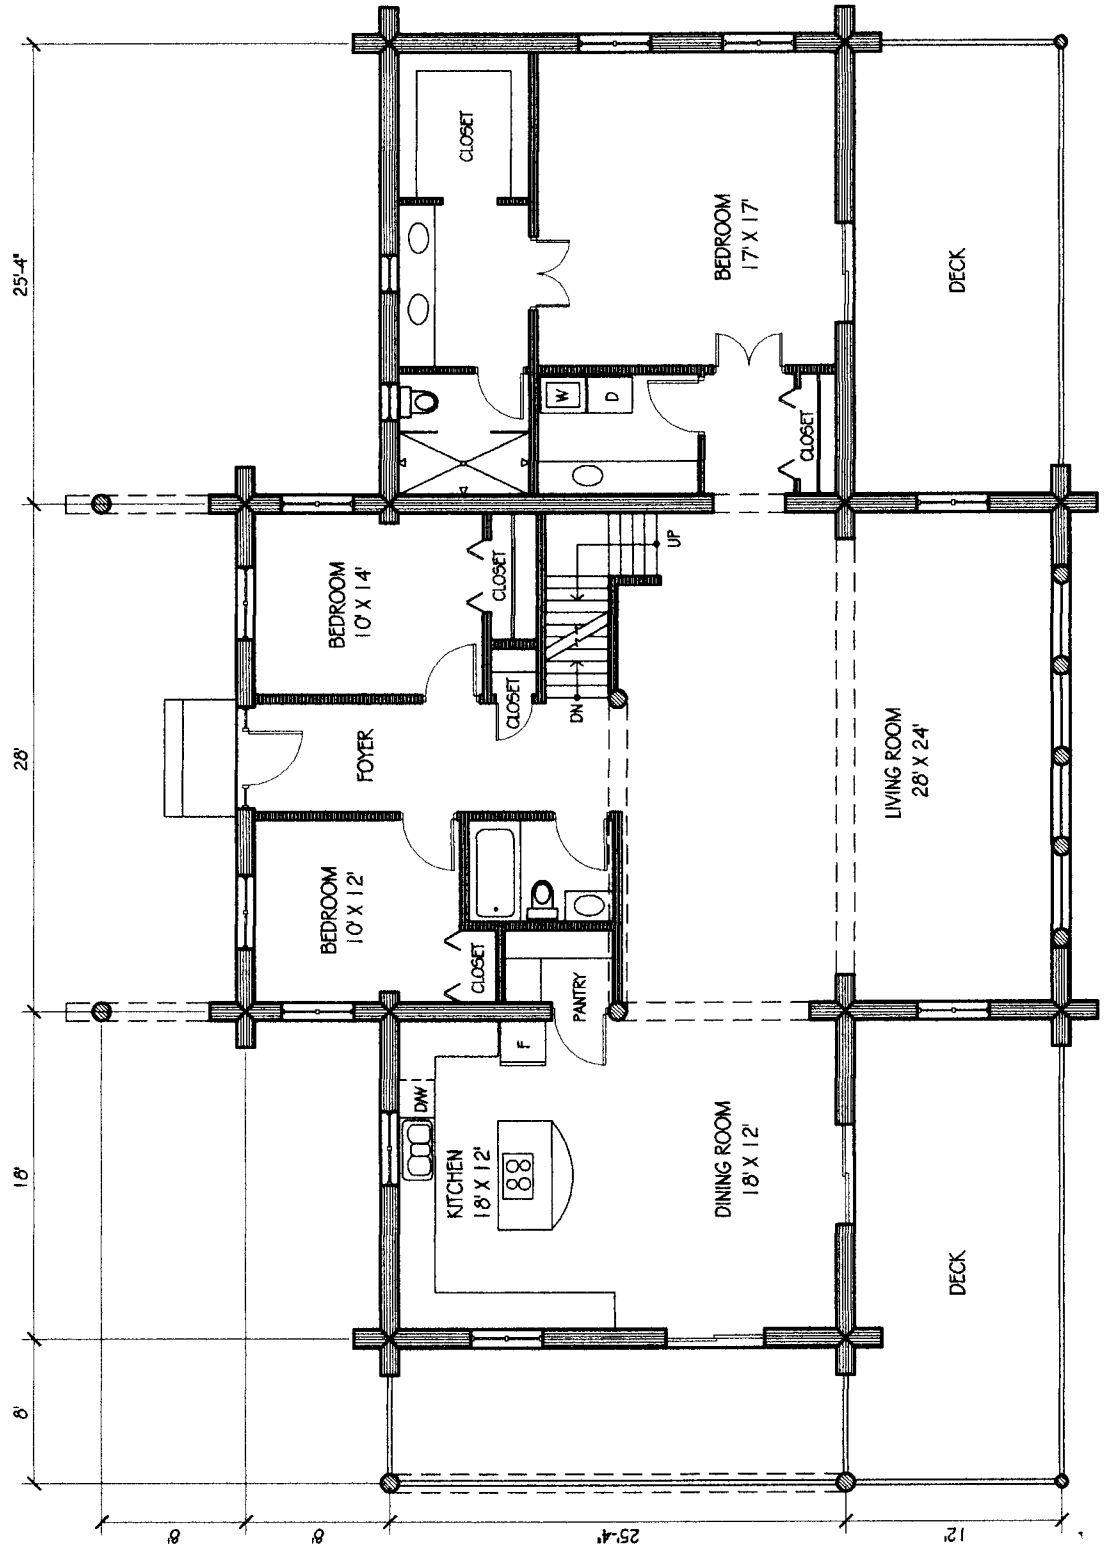 8'
18'
28'
25'-4"
8'
8'
25'-4"
12'
KITCHEN
18' X 12'
D/W
F
PANTRY
DINING ROOM
18' X 12'
DECK
BEDROOM
10' X 12'
CLOSET
FOYER
BEDROOM
10' X 14'
CLOSET
CLOSET
DN
UP
LIVING ROOM
28' X 24'
CLOSET
W
D
CLOSET
BEDROOM
17' X 17'
DECK